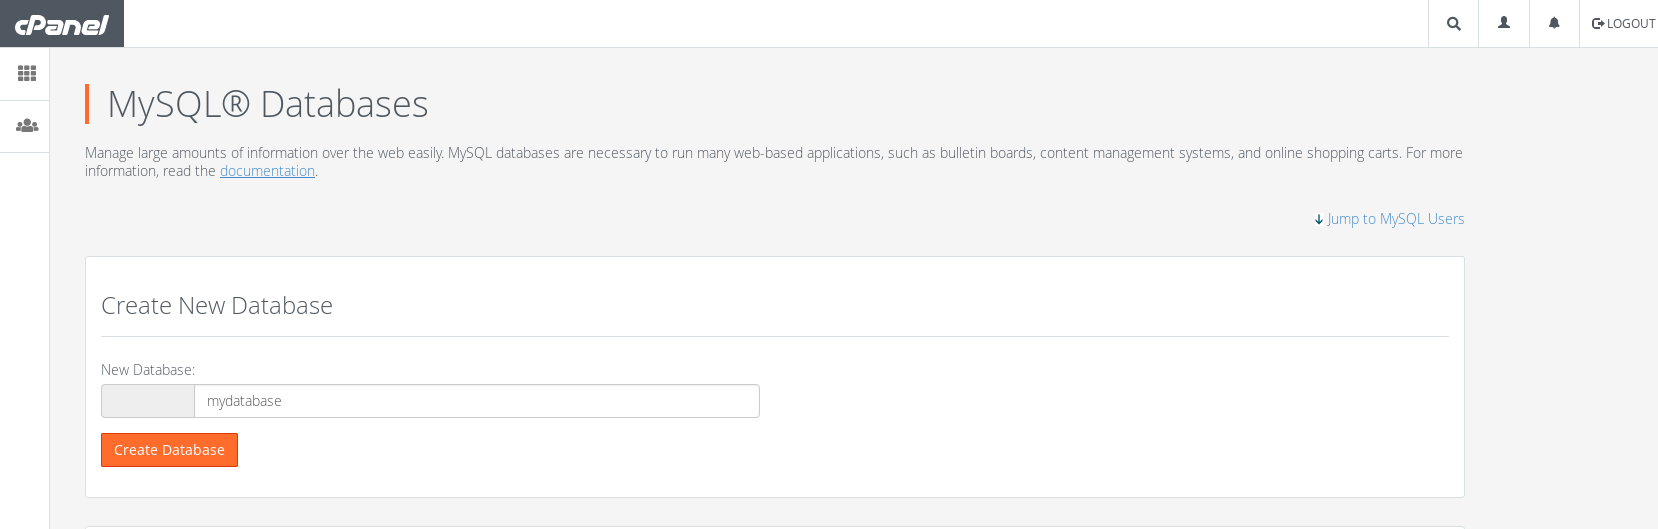 cPanel
LOGOUT
MySQL® Databases
Manage large amounts of information over the web easily. MySQL databases are necessary to run many web-based applications, such as bulletin boards, content management systems, and online shopping carts. For more
information, read the documentation.
Jump to MySQL Users
Create New Database
New Database:
mydatabase
Create Database